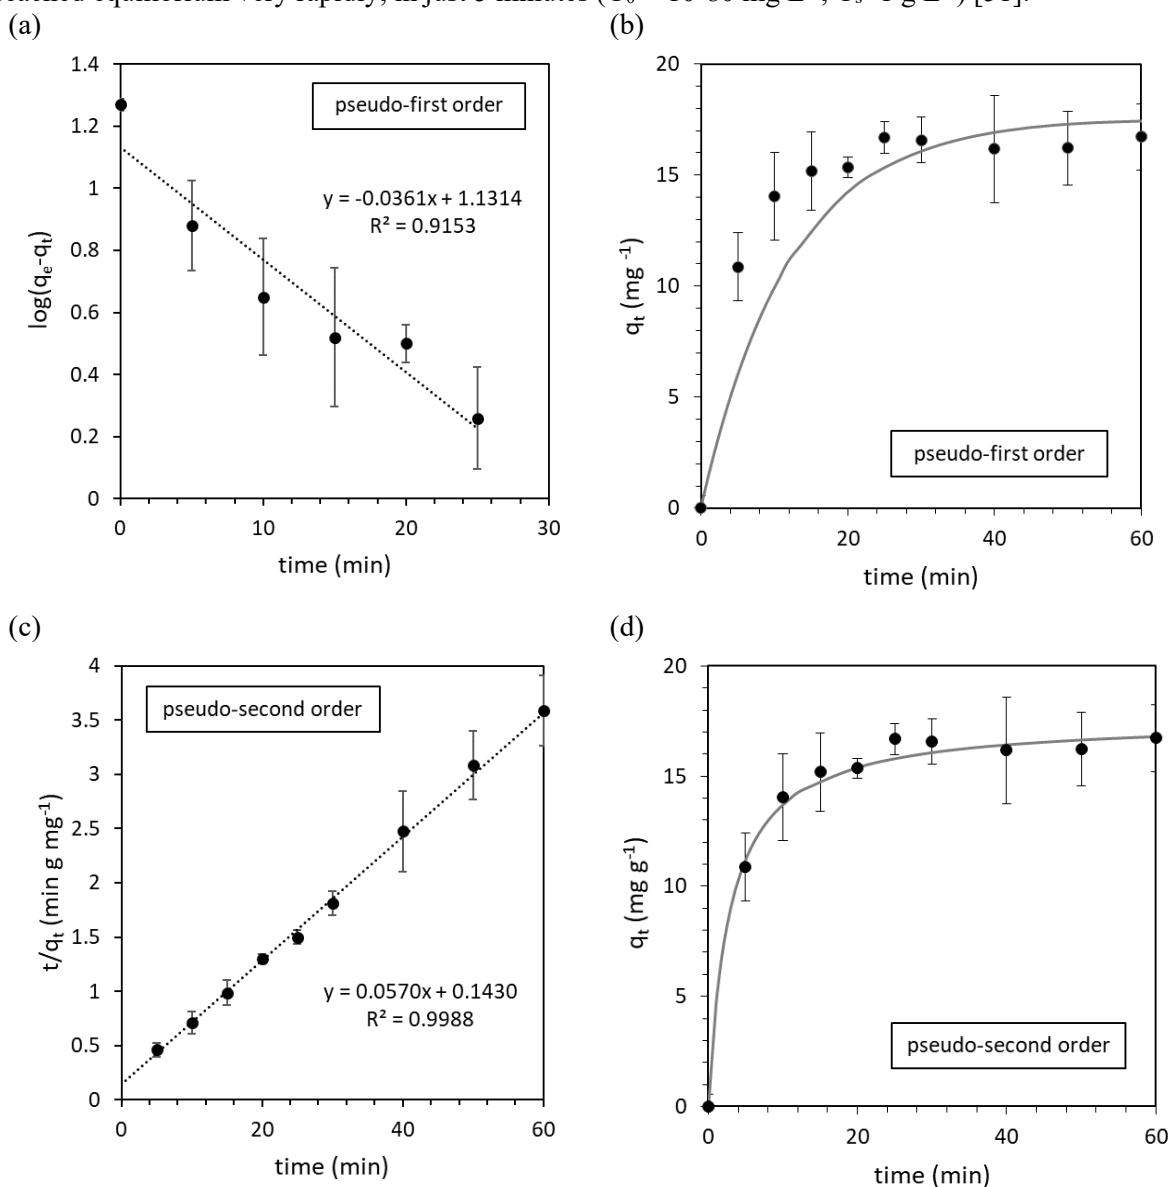 (a)
(b)
1.4
1.2
1
0.8
0.6
0.4
0.2
0
0
10
20
30
log(qₑ-qₜ)
time (min)
pseudo-first order
y = -0.0361x + 1.1314
R² = 0.9153
20
15
10
5
0
0
20
40
60
qₜ (mg ⁻¹)
time (min)
pseudo-first order
(c)
(d)
4
3.5
3
2.5
2
1.5
1
0.5
0
0
20
40
60
t/qₜ (min g mg⁻¹)
time (min)
pseudo-second order
y = 0.0570x + 0.1430
R² = 0.9988
20
15
10
5
0
0
20
40
60
qₜ (mg g⁻¹)
time (min)
pseudo-second order